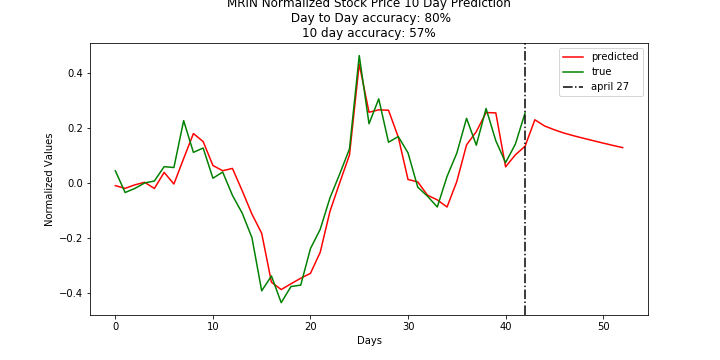 MRIN Normalized Stock Price 10 Day Prediction
Day to Day accuracy: 80%
10 day accuracy: 57%
predicted
true
april 27
Normalized Values
0.4
0.2
0.0
−0.2
−0.4
0 10 20 30 40 50
Days